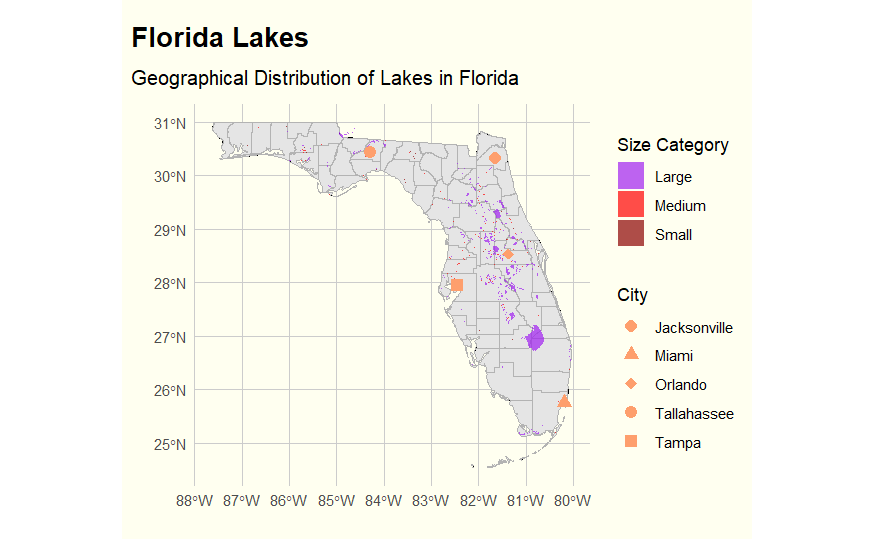 Florida Lakes
Geographical Distribution of Lakes in Florida
31°N
30°N
29°N
28°N
27°N
26°N
25°N
88°W 87°W 86°W 85°W 84°W 83°W 82°W 81°W 80°W
Size Category
Large
Medium
Small
City
Jacksonville
Miami
Orlando
Tallahassee
Tampa